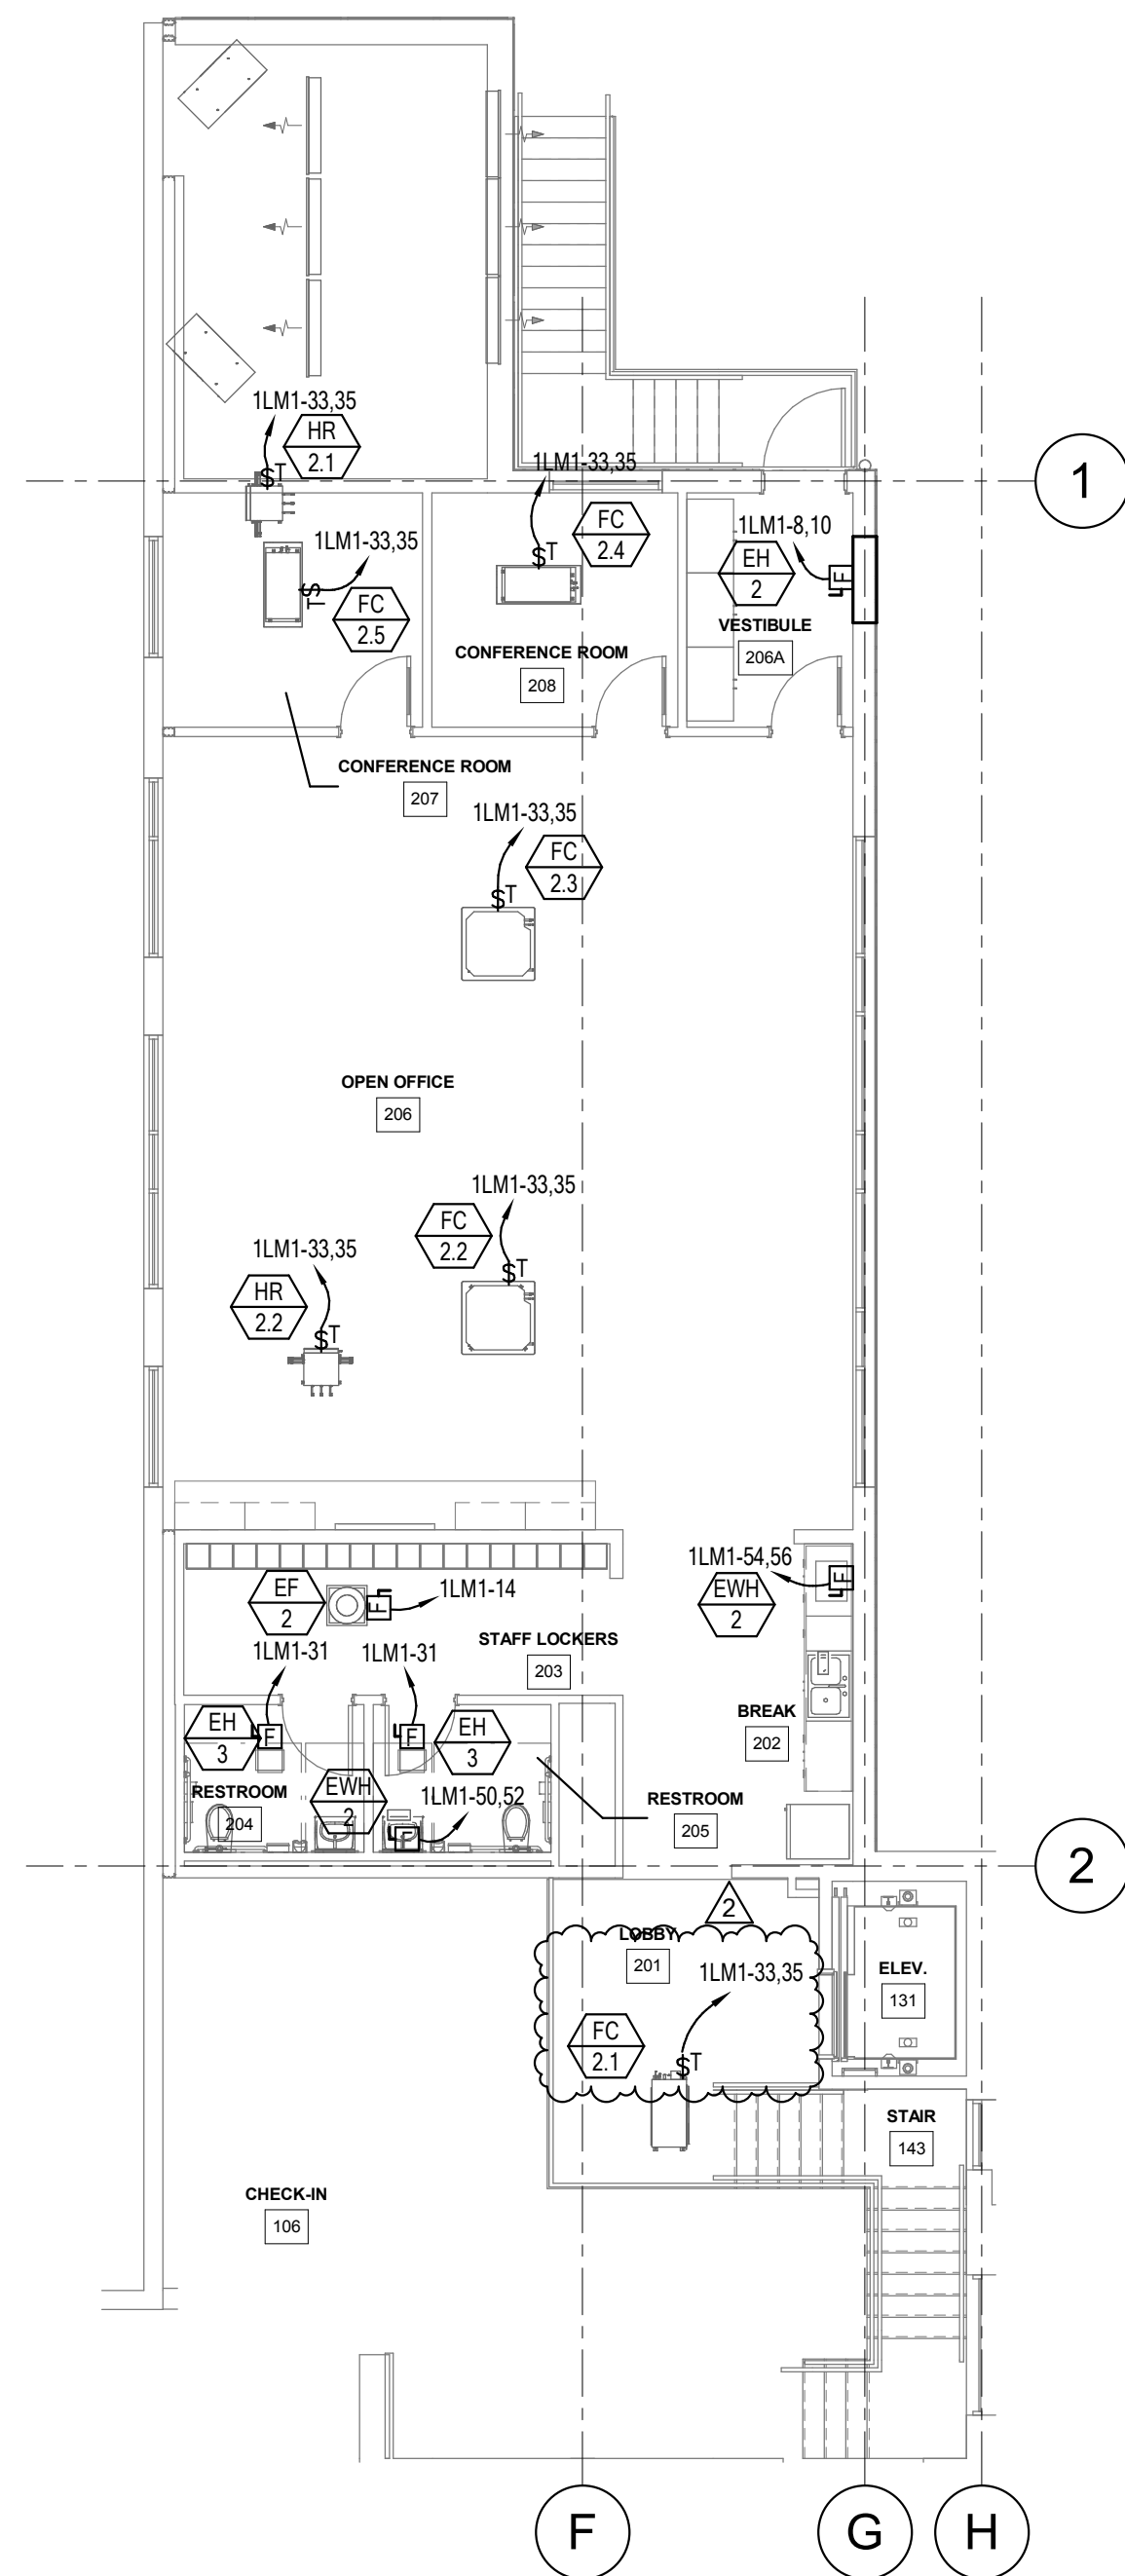 1LM1-33,35
HR
2.1
$T
1
1LM1-33,35
FC
2.4
$T
1LM1-8,10
EH
2
F
1LM1-33,35
TS
FC
2.5
VESTIBULE
206A
CONFERENCE ROOM
208
CONFERENCE ROOM
207
1LM1-33,35
FC
2.3
$T
OPEN OFFICE
206
1LM1-33,35
FC
2.2
$T
1LM1-33,35
HR
2.2
$T
1LM1-54,56
EWH
2
F
EF
2
F
1LM1-14
STAFF LOCKERS
203
1LM1-31
1LM1-31
EH
3
F
F
EH
3
BREAK
202
RESTROOM
204
EWH
2
1LM1-50,52
F
RESTROOM
205
2
2
LOBBY
201
1LM1-33,35
FC
2.1
$T
ELEV.
131
STAIR
143
CHECK-IN
106
F
G
H